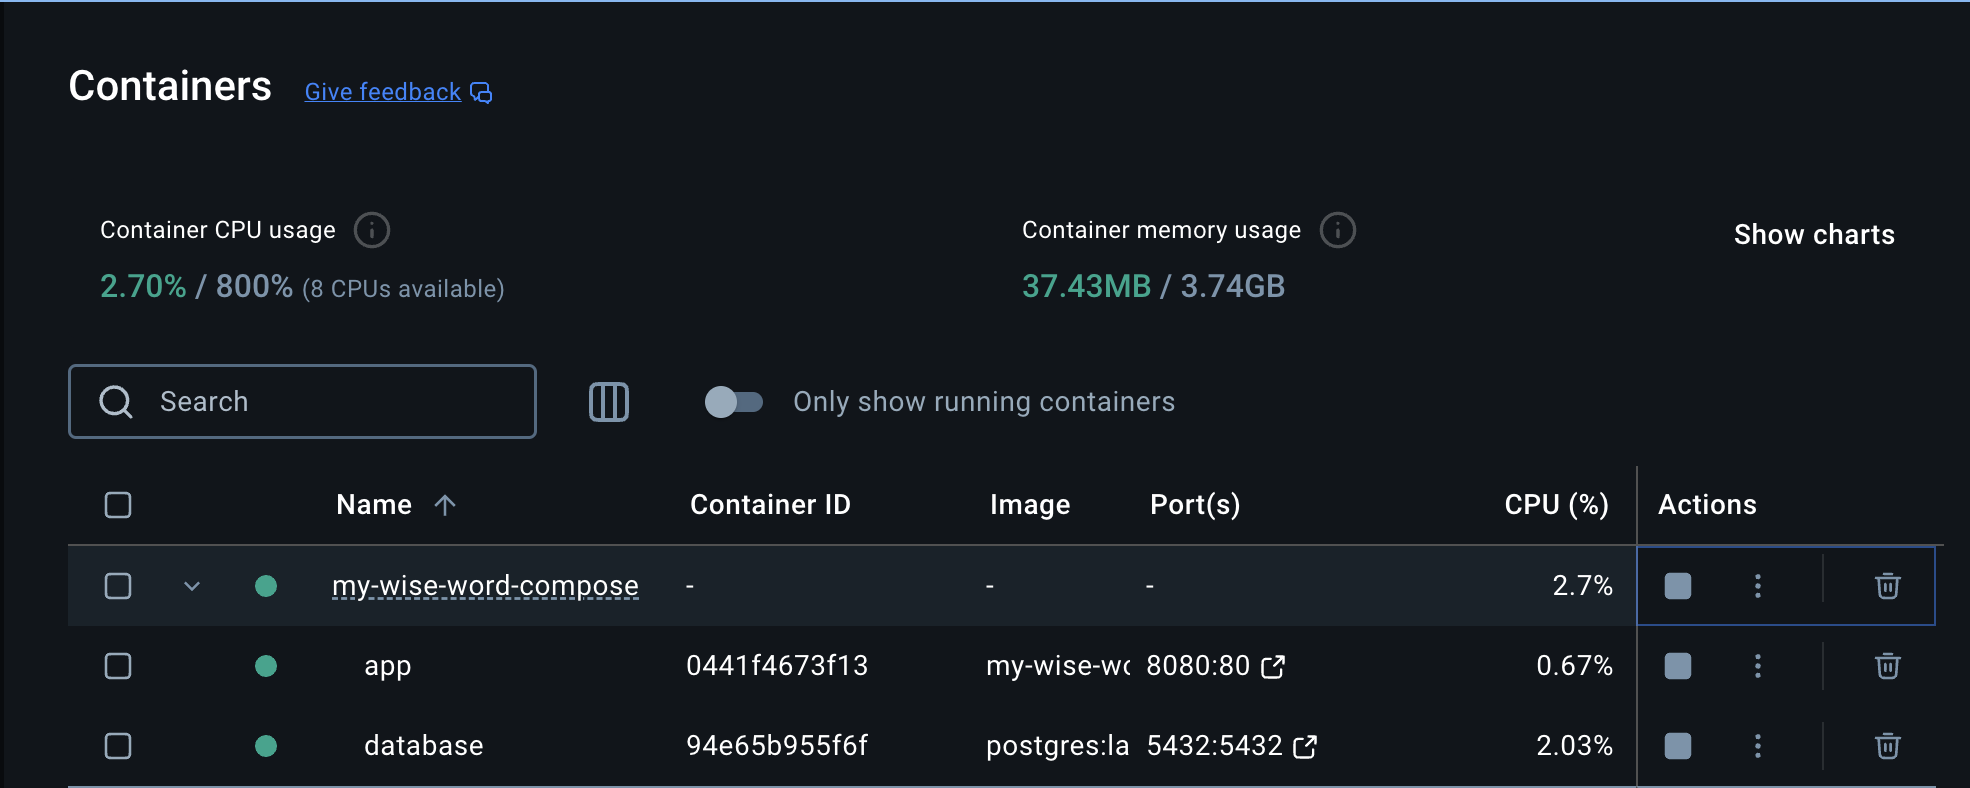 Containers Give feedback
Container CPU usage
2.70% / 800% (8 CPUs available)
Container memory usage
37.43MB / 3.74GB
Show charts
Search
Only show running containers
Name Container ID Image Port(s) CPU (%) Actions
my-wise-word-compose - - - 2.7%
app 0441f4673f13 my-wise-wo 8080:80 0.67%
database 94e65b955f6f postgres:la 5432:5432 2.03%